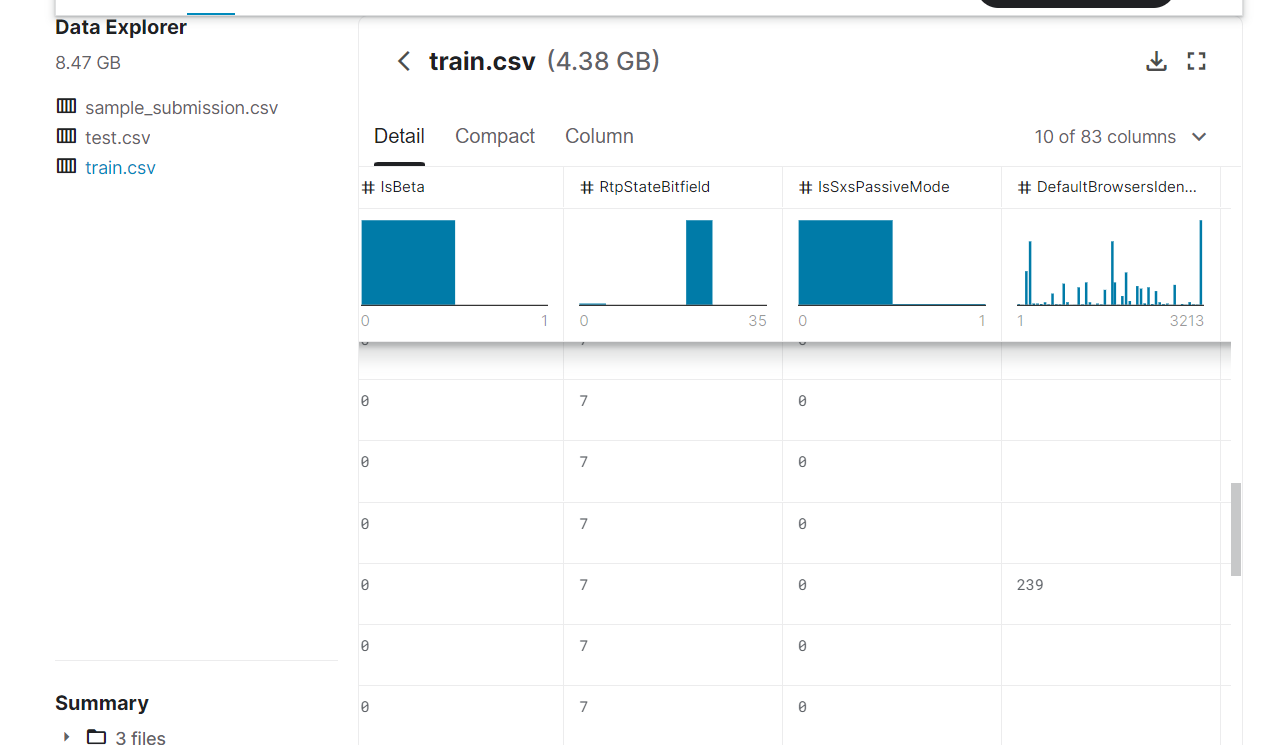 Data Explorer
8.47 GB
sample_submission.csv
test.csv
train.csv
Summary
3 files
train.csv (4.38 GB)
Detail Compact Column 10 of 83 columns
# IsBeta # RtpStateBitfield # IsSxsPassiveMode # DefaultBrowsersIden...
0 1 0 35 0 1 1 3213
0 7 0
0 7 0
0 7 0
0 7 0 239
0 7 0
0 7 0